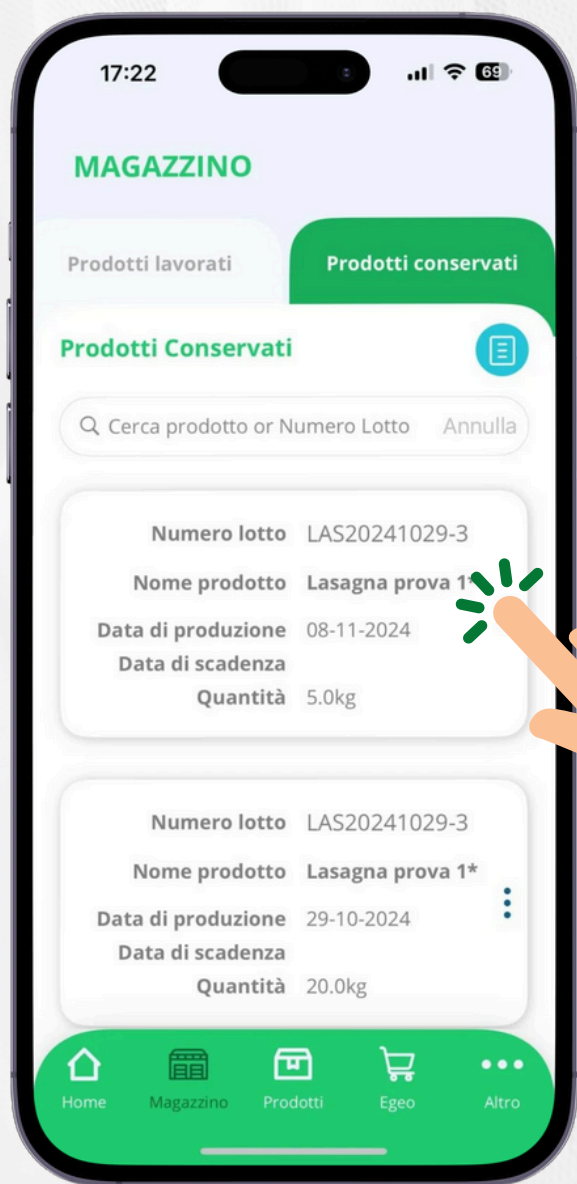 17:22
69
MAGAZZINO
Prodotti lavorati
Prodotti conservati
Prodotti Conservati
Cerca prodotto or Numero Lotto Annulla
Numero lotto LAS20241029-3
Nome prodotto Lasagna prova 1*
Data di produzione 08-11-2024
Data di scadenza
Quantità 5.0kg
Numero lotto LAS20241029-3
Nome prodotto Lasagna prova 1*
Data di produzione 29-10-2024
Data di scadenza
Quantità 20.0kg
Home Magazzino Prodotti Egeo Altro